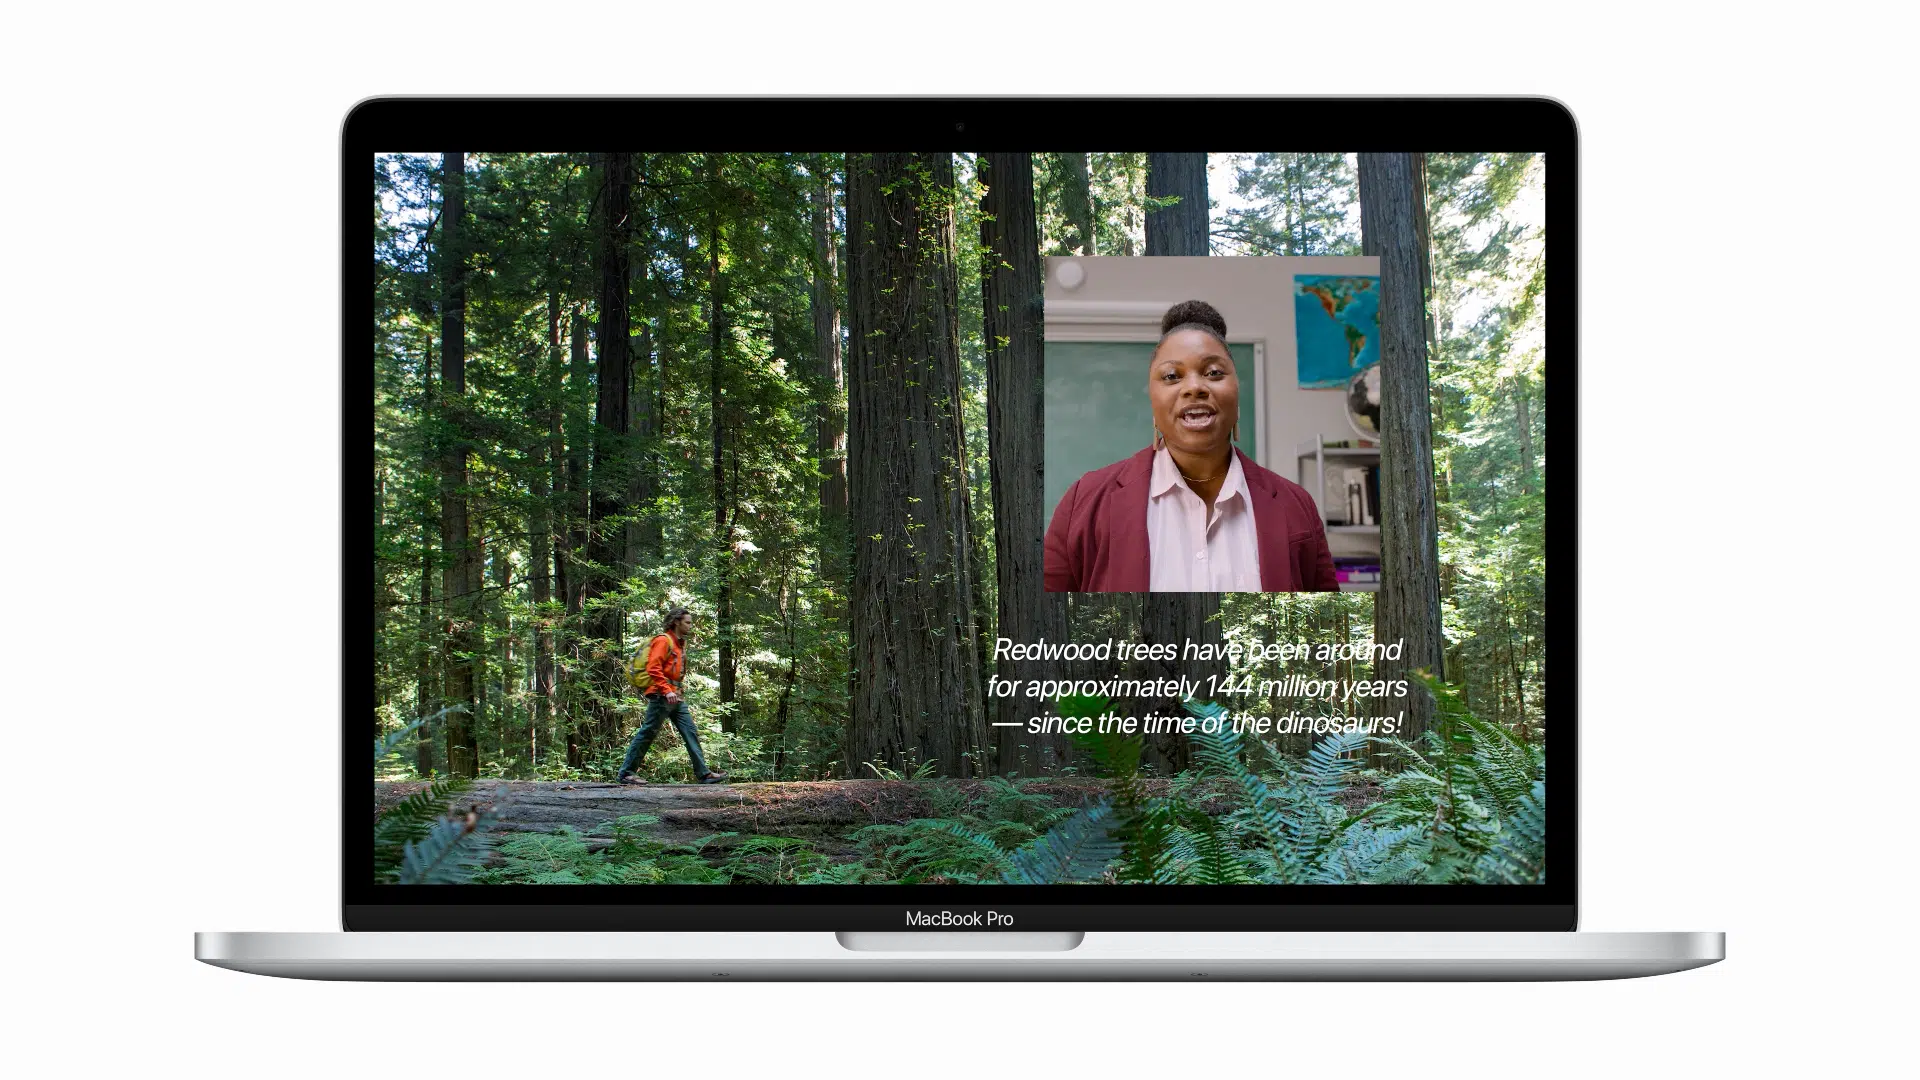 Redwood trees have been around
for approximately 144 million years
— since the time of the dinosaurs!
MacBook Pro